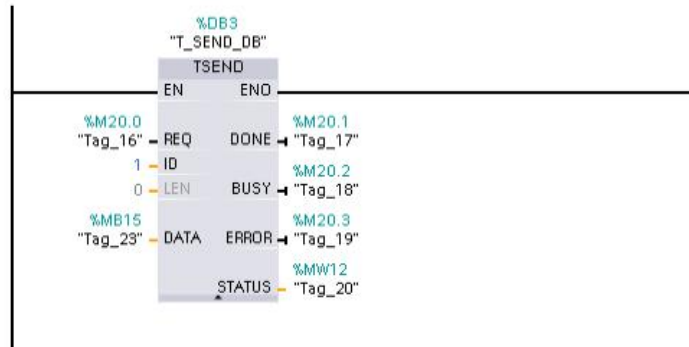 %DB3
"T_SEND_DB"
TSEND
EN ENO
%M20.0 %M20.1
"Tag_16" REQ DONE "Tag_17"
1 ID
%M20.2
0 LEN BUSY "Tag_18"
%MB15 %M20.3
"Tag_23" DATA ERROR "Tag_19"
%MW12
STATUS "Tag_20"